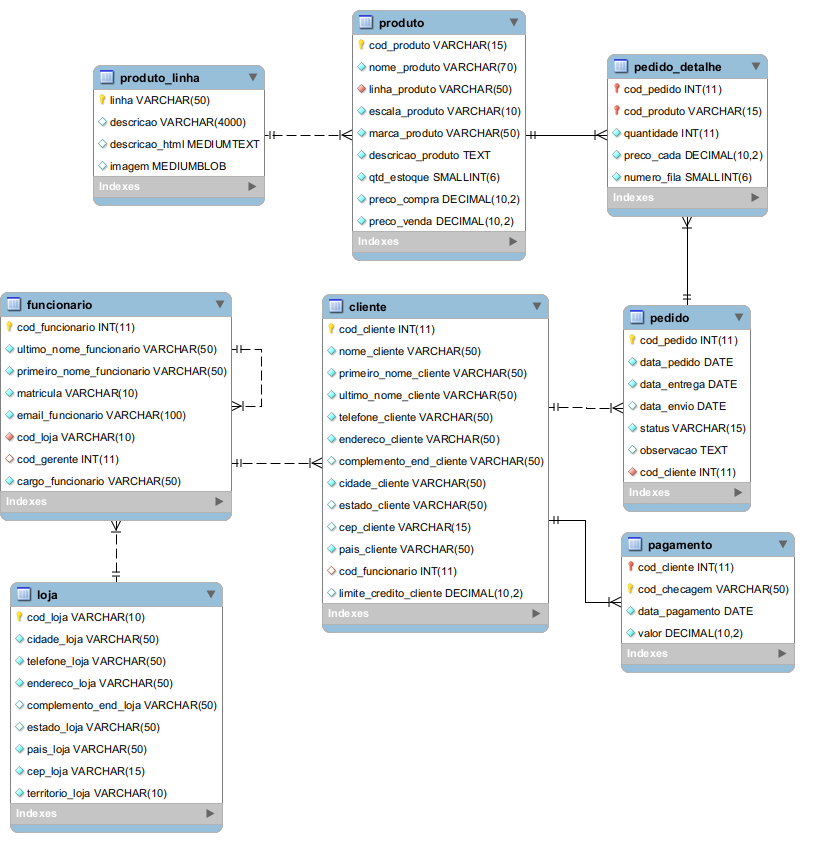 produto_linha
linha VARCHAR(50)
descricao VARCHAR(4000)
descricao_html MEDIUMTEXT
imagem MEDIUMBLOB
Indexes
produto
cod_produto VARCHAR(15)
nome_produto VARCHAR(70)
linha_produto VARCHAR(50)
escala_produto VARCHAR(10)
marca_produto VARCHAR(50)
descricao_produto TEXT
qtd_estoque SMALLINT(6)
preco_compra DECIMAL(10,2)
preco_venda DECIMAL(10,2)
Indexes
pedido_detalhe
cod_pedido INT(11)
cod_produto VARCHAR(15)
quantidade INT(11)
preco_cada DECIMAL(10,2)
numero_fila SMALLINT(6)
Indexes
funcionario
cod_funcionario INT(11)
ultimo_nome_funcionario VARCHAR(50)
primeiro_nome_funcionario VARCHAR(50)
matricula VARCHAR(10)
email_funcionario VARCHAR(100)
cod_loja VARCHAR(10)
cod_gerente INT(11)
cargo_funcionario VARCHAR(50)
Indexes
cliente
cod_cliente INT(11)
nome_cliente VARCHAR(50)
primeiro_nome_cliente VARCHAR(50)
ultimo_nome_cliente VARCHAR(50)
telefone_cliente VARCHAR(50)
endereco_cliente VARCHAR(50)
complemento_end_cliente VARCHAR(50)
cidade_cliente VARCHAR(50)
estado_cliente VARCHAR(50)
cep_cliente VARCHAR(15)
pais_cliente VARCHAR(50)
cod_funcionario INT(11)
limite_credito_cliente DECIMAL(10,2)
Indexes
pedido
cod_pedido INT(11)
data_pedido DATE
data_entrega DATE
data_envio DATE
status VARCHAR(15)
observacao TEXT
cod_cliente INT(11)
Indexes
pagamento
cod_cliente INT(11)
cod_checagem VARCHAR(50)
data_pagamento DATE
valor DECIMAL(10,2)
Indexes
loja
cod_loja VARCHAR(10)
cidade_loja VARCHAR(50)
telefone_loja VARCHAR(50)
endereco_loja VARCHAR(50)
complemento_end_loja VARCHAR(50)
estado_loja VARCHAR(50)
pais_loja VARCHAR(50)
cep_loja VARCHAR(15)
territorio_loja VARCHAR(10)
Indexes